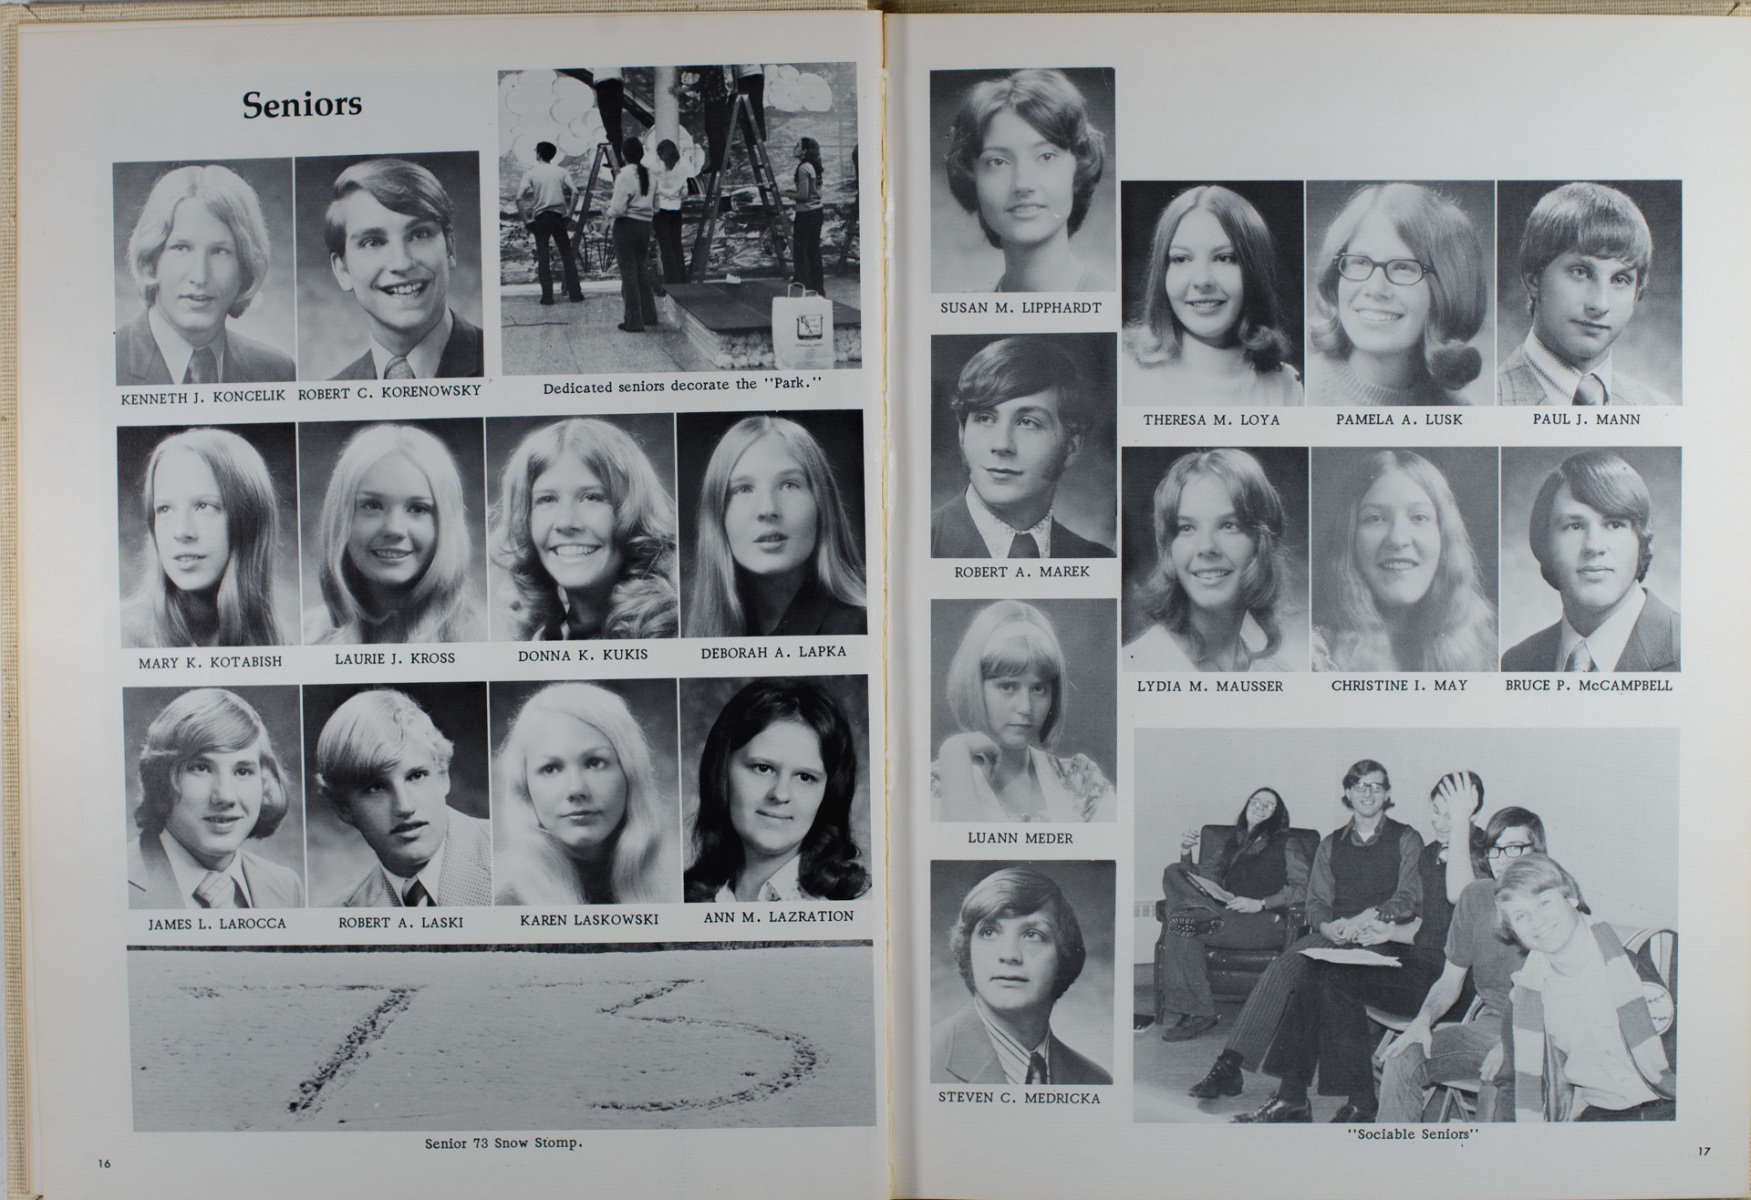 Seniors
KENNETH J. KONCELIK ROBERT C. KORENOWSKY
Dedicated seniors decorate the "Park."
MARY K. KOTABISH LAURIE J. KROSS DONNA K. KUKIS DEBORAH A. LAPKA
JAMES L. LAROCCA ROBERT A. LASKI KAREN LASKOWSKI ANN M. LAZRATION
73
Senior 73 Snow Stomp.
16
SUSAN M. LIPPHARDT
THERESA M. LOYA PAMELA A. LUSK PAUL J. MANN
ROBERT A. MAREK
LYDIA M. MAUSSER CHRISTINE I. MAY BRUCE P. McCAMPBELL
LUANN MEDER
STEVEN C. MEDRICKA
"Sociable Seniors"
17